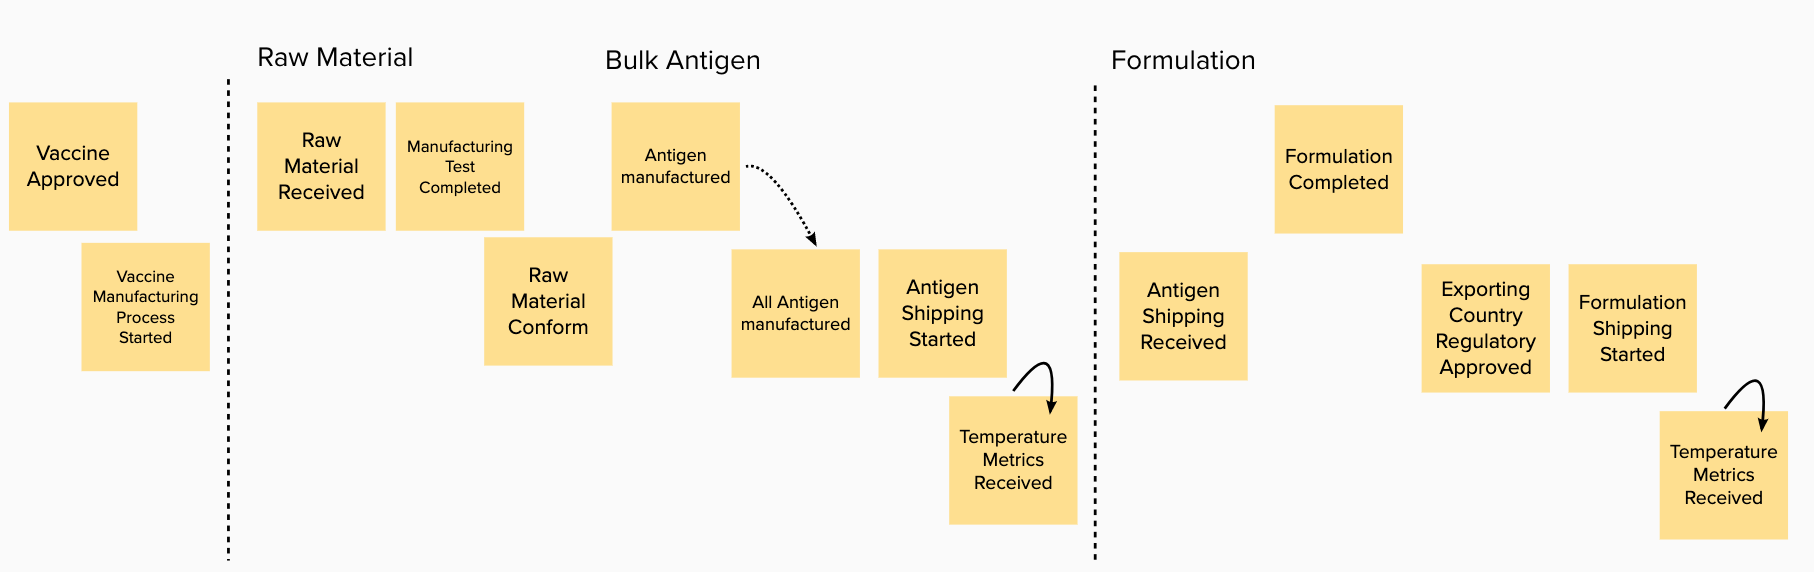 Raw Material
Bulk Antigen
Formulation
Vaccine
Approved
Vaccine
Manufacturing
Process
Started
Raw
Material
Received
Manufacturing
Test
Completed
Raw
Material
Conform
Antigen
manufactured
All Antigen
manufactured
Antigen
Shipping
Started
Temperature
Metrics
Received
Antigen
Shipping
Received
Formulation
Completed
Exporting
Country
Regulatory
Approved
Formulation
Shipping
Started
Temperature
Metrics
Received